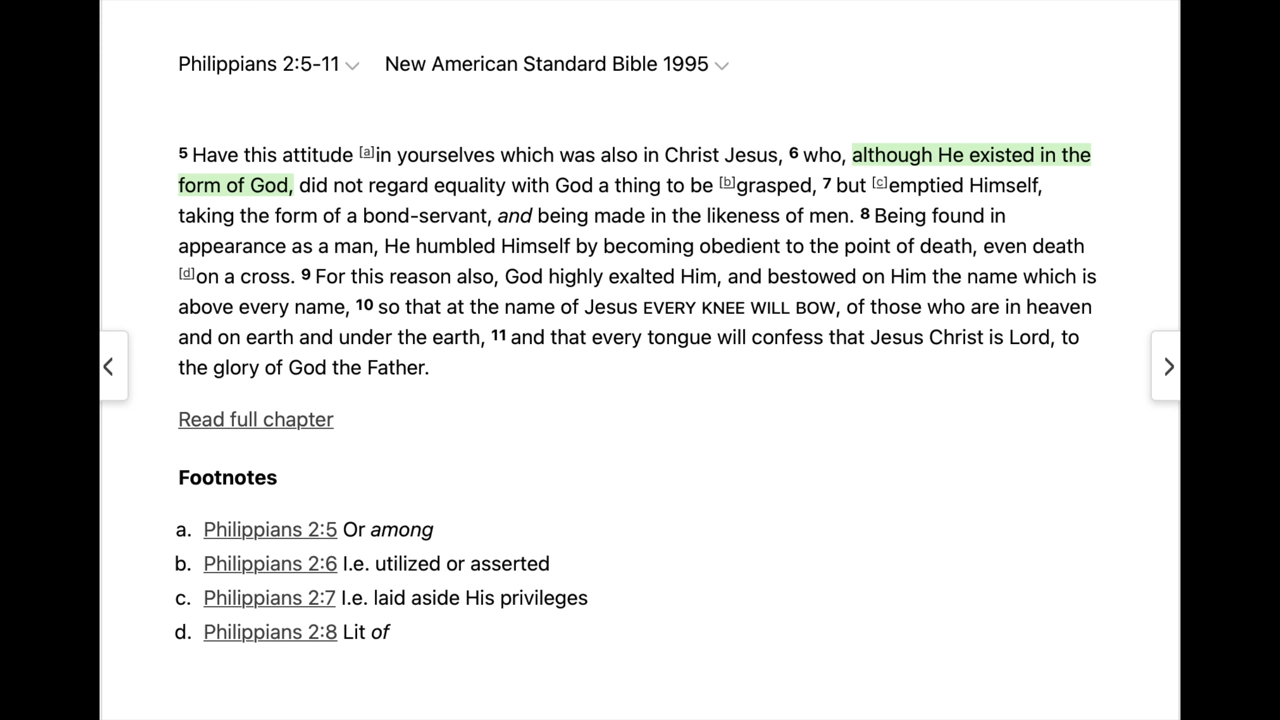 Philippians 2:5-11 New American Standard Bible 1995
5 Have this attitude [a]in yourselves which was also in Christ Jesus, 6 who, although He existed in the
form of God, did not regard equality with God a thing to be [b]grasped, 7 but [c]emptied Himself,
taking the form of a bond-servant, and being made in the likeness of men. 8 Being found in
appearance as a man, He humbled Himself by becoming obedient to the point of death, even death
[d]on a cross. 9 For this reason also, God highly exalted Him, and bestowed on Him the name which is
above every name, 10 so that at the name of Jesus EVERY KNEE WILL BOW, of those who are in heaven
and on earth and under the earth, 11 and that every tongue will confess that Jesus Christ is Lord, to
the glory of God the Father.
Read full chapter
Footnotes
a. Philippians 2:5 Or among
b. Philippians 2:6 I.e. utilized or asserted
c. Philippians 2:7 I.e. laid aside His privileges
d. Philippians 2:8 Lit of